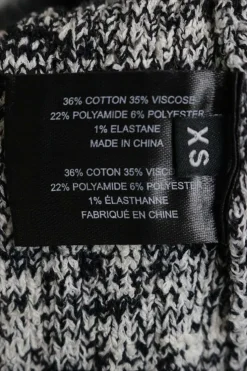 36% COTTON 35% VISCOSE
22% POLYAMIDE 6% POLYESTER
1% ELASTANE
MADE IN CHINA
36% COTON 35% VISCOSE
22% POLYAMIDE 6% POLYESTER
1% ÉLASTHANNE
FABRIQUÉ EN CHINE
XS